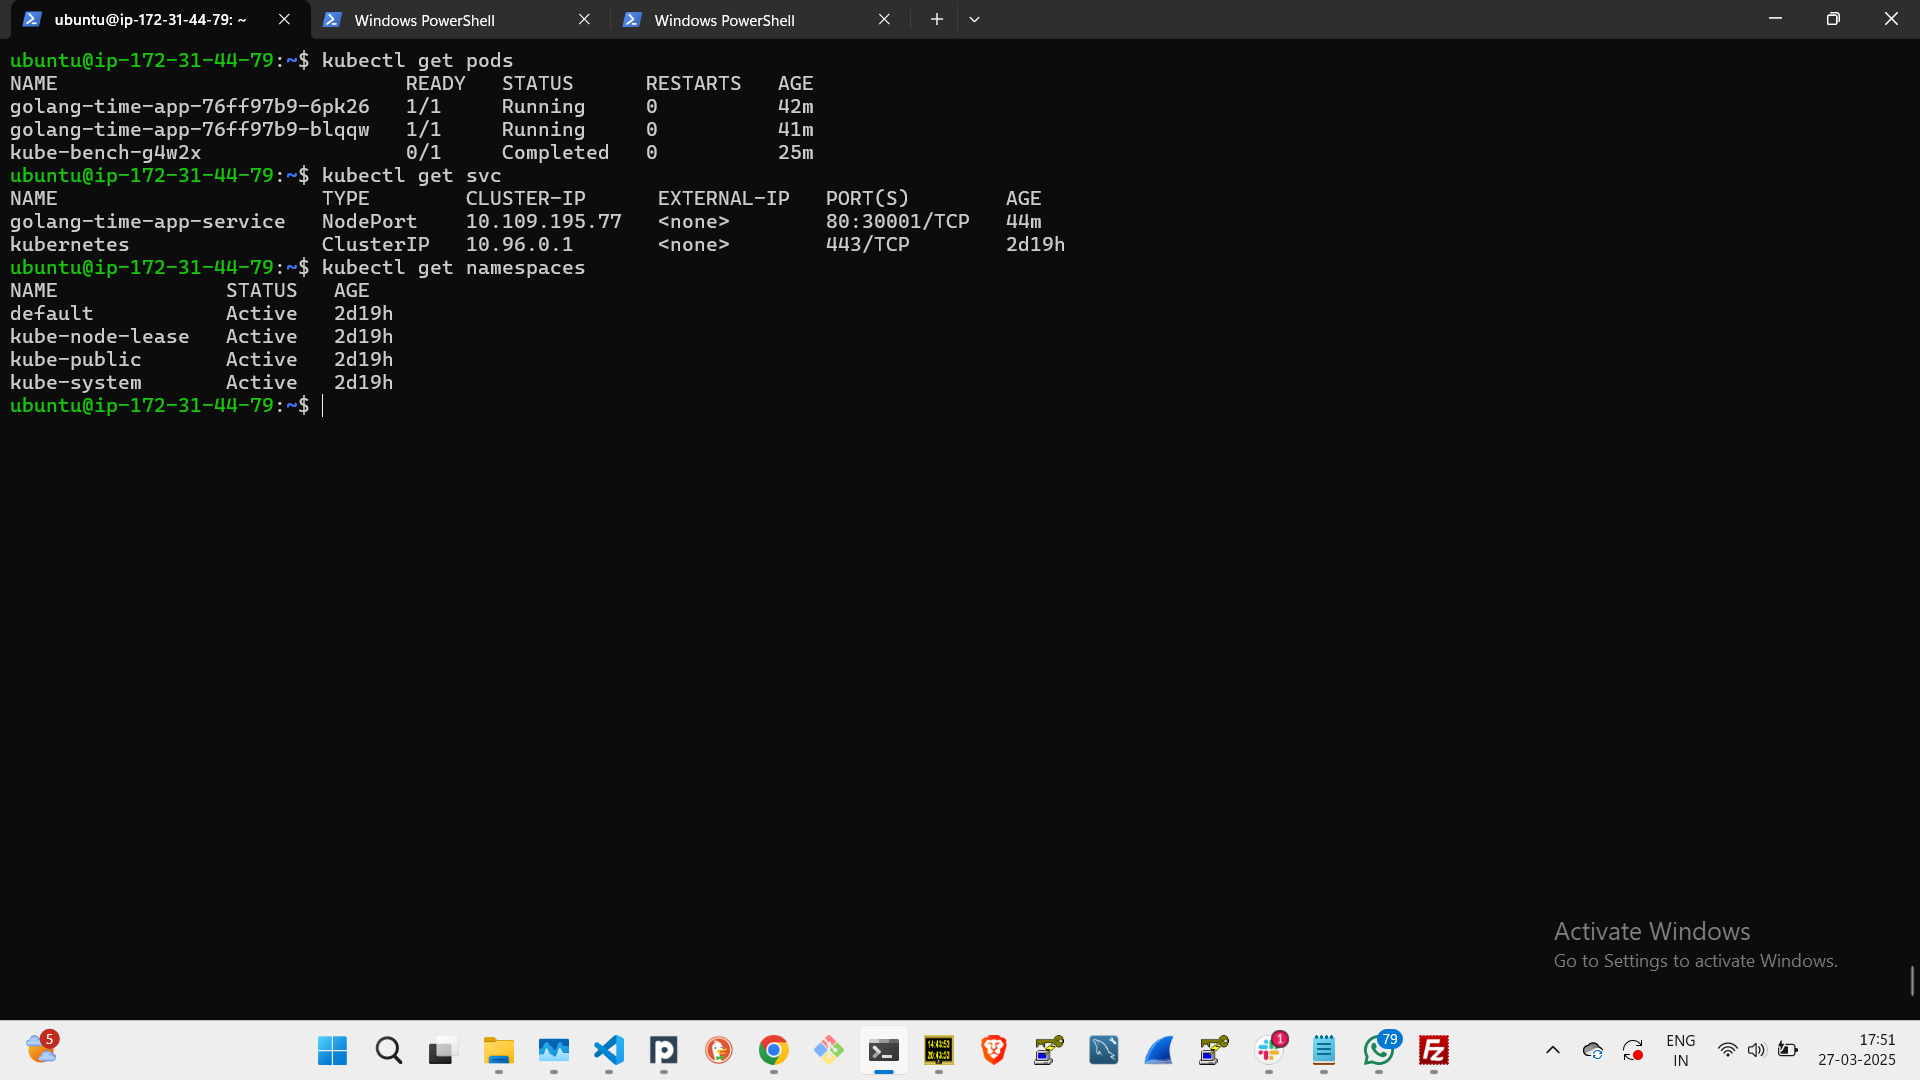 ubuntu@ip-172-31-44-79: ~
Windows PowerShell
Windows PowerShell
ubuntu@ip-172-31-44-79:~$ kubectl get pods
NAME READY STATUS RESTARTS AGE
golang-time-app-76ff97b9-6pk26 1/1 Running 0 42m
golang-time-app-76ff97b9-blqqw 1/1 Running 0 41m
kube-bench-g4w2x 0/1 Completed 0 25m
ubuntu@ip-172-31-44-79:~$ kubectl get svc
NAME TYPE CLUSTER-IP EXTERNAL-IP PORT(S) AGE
golang-time-app-service NodePort 10.109.195.77 <none> 80:30001/TCP 44m
kubernetes ClusterIP 10.96.0.1 <none> 443/TCP 2d19h
ubuntu@ip-172-31-44-79:~$ kubectl get namespaces
NAME STATUS AGE
default Active 2d19h
kube-node-lease Active 2d19h
kube-public Active 2d19h
kube-system Active 2d19h
ubuntu@ip-172-31-44-79:~$
Activate Windows
Go to Settings to activate Windows.
5
1
79
ENG
IN
17:51
27-03-2025